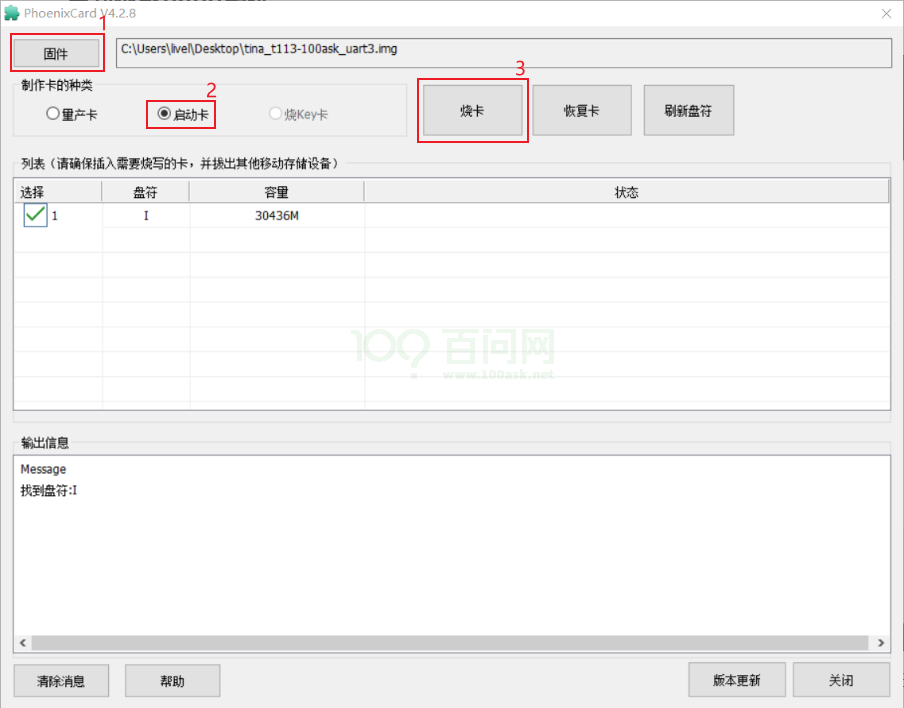 PhoenixCard V4.2.8
1
固件
C:\Users\livel\Desktop\tina_t113-100ask_uart3.img
制作卡的种类
2
3
量产卡
启动卡
烧Key卡
烧卡
恢复卡
刷新盘符
列表（请确保插入需要烧写的卡，并拔出其他移动存储设备）
选择 盘符 容量 状态
1 I 30436M
100 百问网
www.100ask.net
输出信息
Message
找到盘符:I
清除消息
帮助
版本更新
关闭